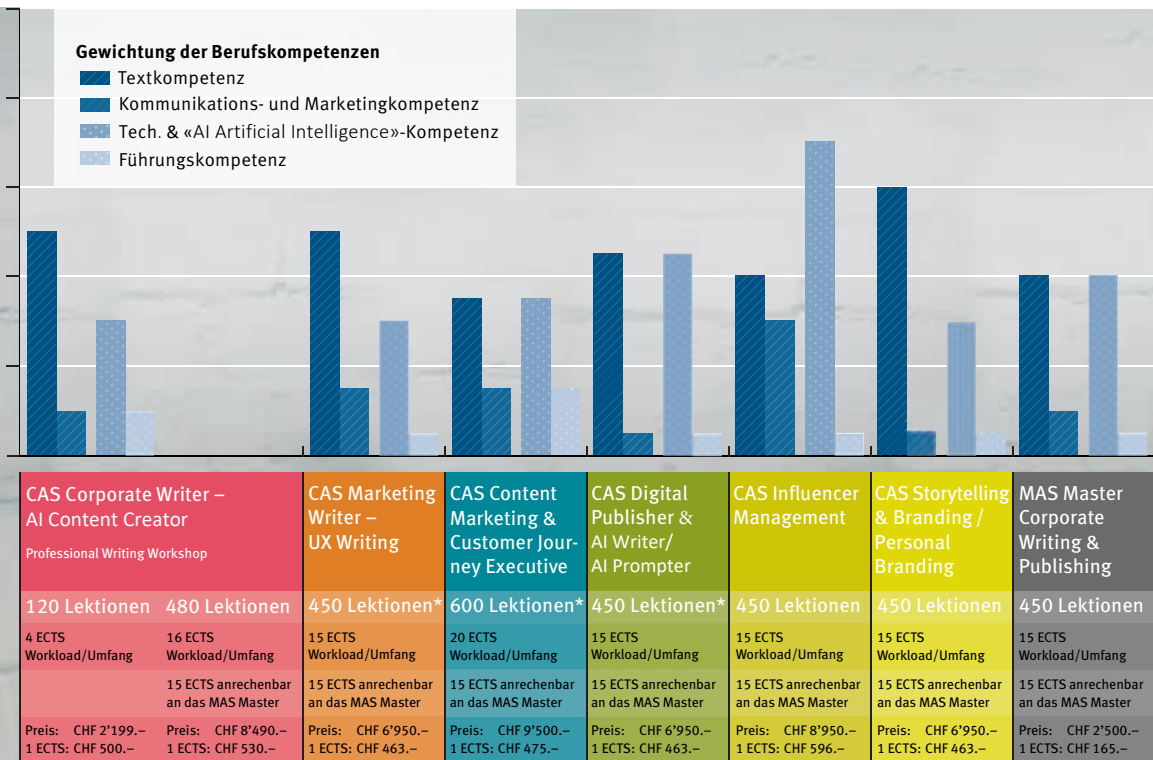 Gewichtung der Berufskompetenzen
Textkompetenz
Kommunikations- und Marketingkompetenz
Tech. & «AI Artificial Intelligence»-Kompetenz
Führungskompetenz
CAS Corporate Writer –
AI Content Creator
Professional Writing Workshop
120 Lektionen
4 ECTS
Workload/Umfang
Preis: CHF 2’199.–
1 ECTS: CHF 500.–
480 Lektionen
16 ECTS
Workload/Umfang
15 ECTS anrechenbar
an das MAS Master
Preis: CHF 8’490.–
1 ECTS: CHF 530.–
CAS Marketing
Writer –
UX Writing
450 Lektionen*
15 ECTS
Workload/Umfang
15 ECTS anrechenbar
an das MAS Master
Preis: CHF 6’950.–
1 ECTS: CHF 463.–
CAS Content
Marketing &
Customer Jour-
ney Executive
600 Lektionen*
20 ECTS
Workload/Umfang
15 ECTS anrechenbar
an das MAS Master
Preis: CHF 9’500.–
1 ECTS: CHF 475.–
CAS Digital
Publisher &
AI Writer/
AI Prompter
450 Lektionen*
15 ECTS
Workload/Umfang
15 ECTS anrechenbar
an das MAS Master
Preis: CHF 6’950.–
1 ECTS: CHF 463.–
CAS Influencer
Management
450 Lektionen
15 ECTS
Workload/Umfang
15 ECTS anrechenbar
an das MAS Master
Preis: CHF 8’950.–
1 ECTS: CHF 596.–
CAS Storytelling
& Branding /
Personal
Branding
450 Lektionen
15 ECTS
Workload/Umfang
15 ECTS anrechenbar
an das MAS Master
Preis: CHF 6’950.–
1 ECTS: CHF 463.–
MAS Master
Corporate
Writing &
Publishing
450 Lektionen
15 ECTS
Workload/Umfang
15 ECTS anrechenbar
an das MAS Master
Preis: CHF 2’500.–
1 ECTS: CHF 165.–